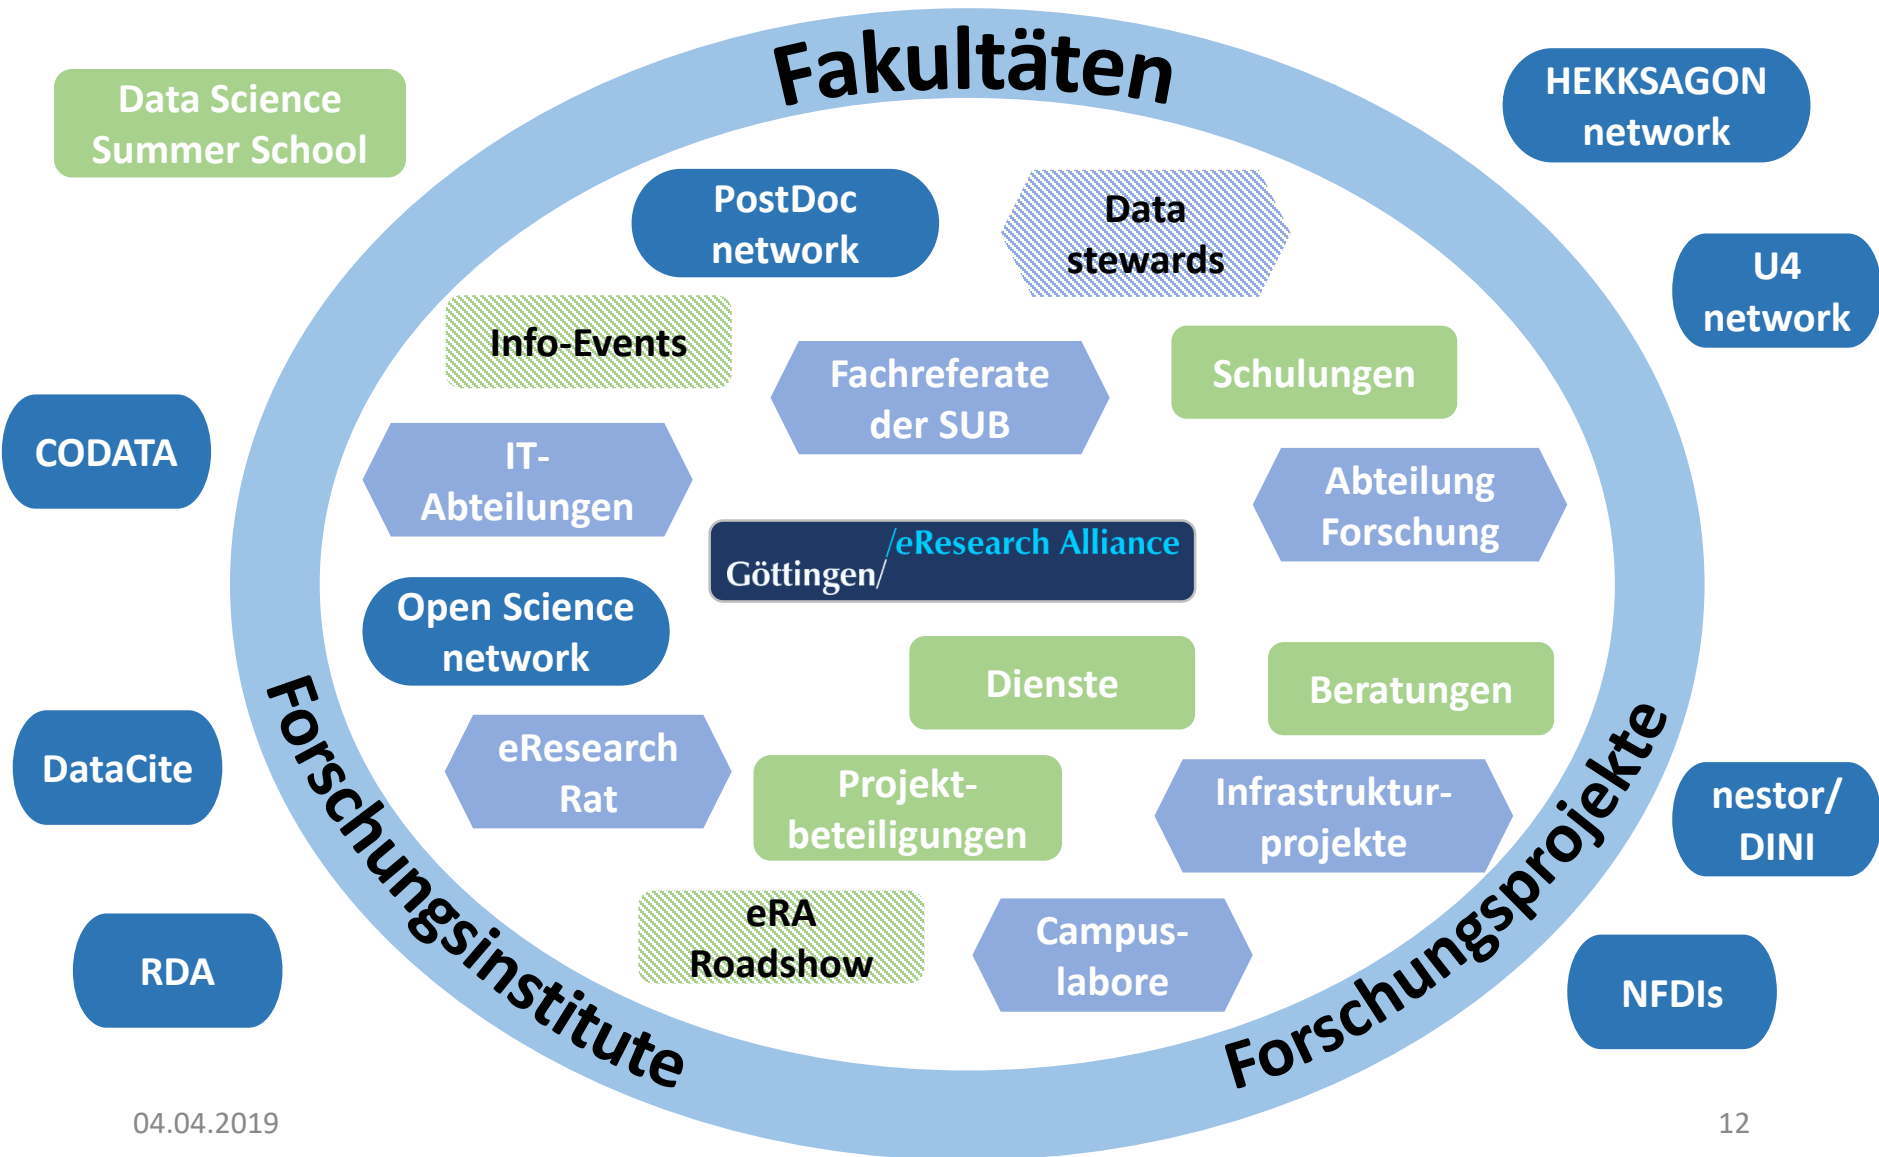 Fakultäten
Data Science
Summer School
HEKKSAGON
network
PostDoc
network
Data
stewards
U4
network
Info-Events
Fachreferate
der SUB
Schulungen
CODATA
IT-
Abteilungen
Abteilung
Forschung
/eResearch Alliance
Göttingen/
Open Science
network
Dienste
Beratungen
DataCite
eResearch
Rat
Projekt-
beteiligungen
Infrastruktur-
projekte
nestor/
DINI
RDA
eRA
Roadshow
Campus-
labore
NFDIs
Forschungsinstitute
Forschungsprojekte
04.04.2019
12